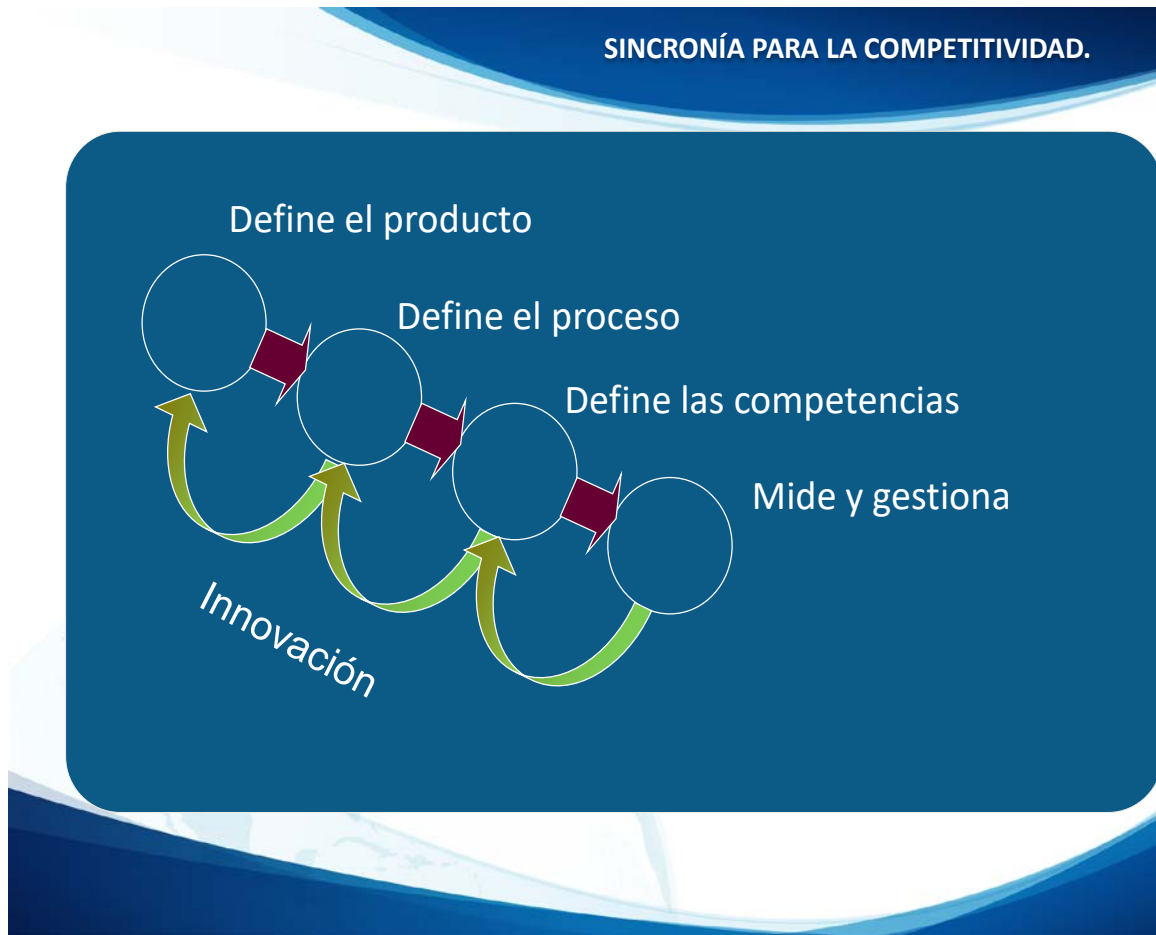 SINCRONÍA PARA LA COMPETITIVIDAD.
Define el producto
Define el proceso
Define las competencias
Mide y gestiona
Innovación